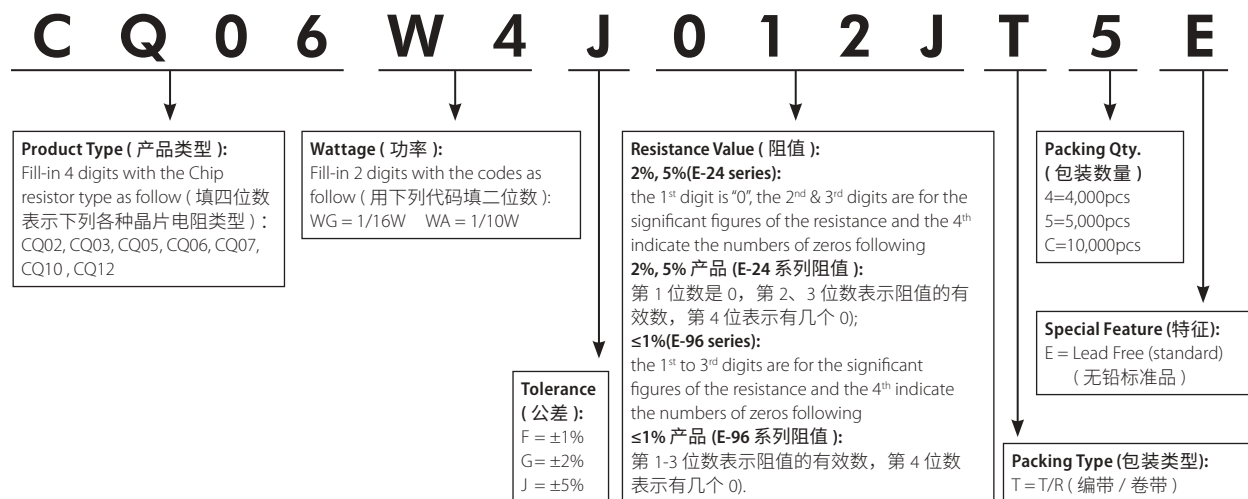 C Q 0 6 W 4 J 0 1 2 J T 5 E
Product Type ( 产品类型 ):
Fill-in 4 digits with the Chip
resistor type as follow ( 填四位数
表示下列各种晶片电阻类型 ) :
CQ02, CQ03, CQ05, CQ06, CQ07,
CQ10 , CQ12
Wattage ( 功率 ):
Fill-in 2 digits with the codes as
follow ( 用下列代码填二位数 ):
WG = 1/16W WA = 1/10W
Tolerance
( 公差 ):
F = ±1%
G= ±2%
J = ±5%
Resistance Value ( 阻值 ):
2%, 5%(E-24 series):
the 1st digit is “0”, the 2nd & 3rd digits are for the
significant figures of the resistance and the 4th
indicate the numbers of zeros following
2%, 5% 产品 (E-24 系列阻值 ):
第 1 位数是 0，第 2、3 位数表示阻值的有
效数，第 4 位表示有几个 0);
≤1%(E-96 series):
the 1st to 3rd digits are for the significant
figures of the resistance and the 4th indicate
the numbers of zeros following
≤1% 产品 (E-96 系列阻值 ):
第 1-3 位数表示阻值的有效数，第 4 位数
表示有几个 0).
Packing Qty.
( 包装数量 )
4=4,000pcs
5=5,000pcs
C=10,000pcs
Special Feature (特征):
E = Lead Free (standard)
( 无铅标准品 )
Packing Type (包装类型):
T = T/R ( 编带 / 卷带 )